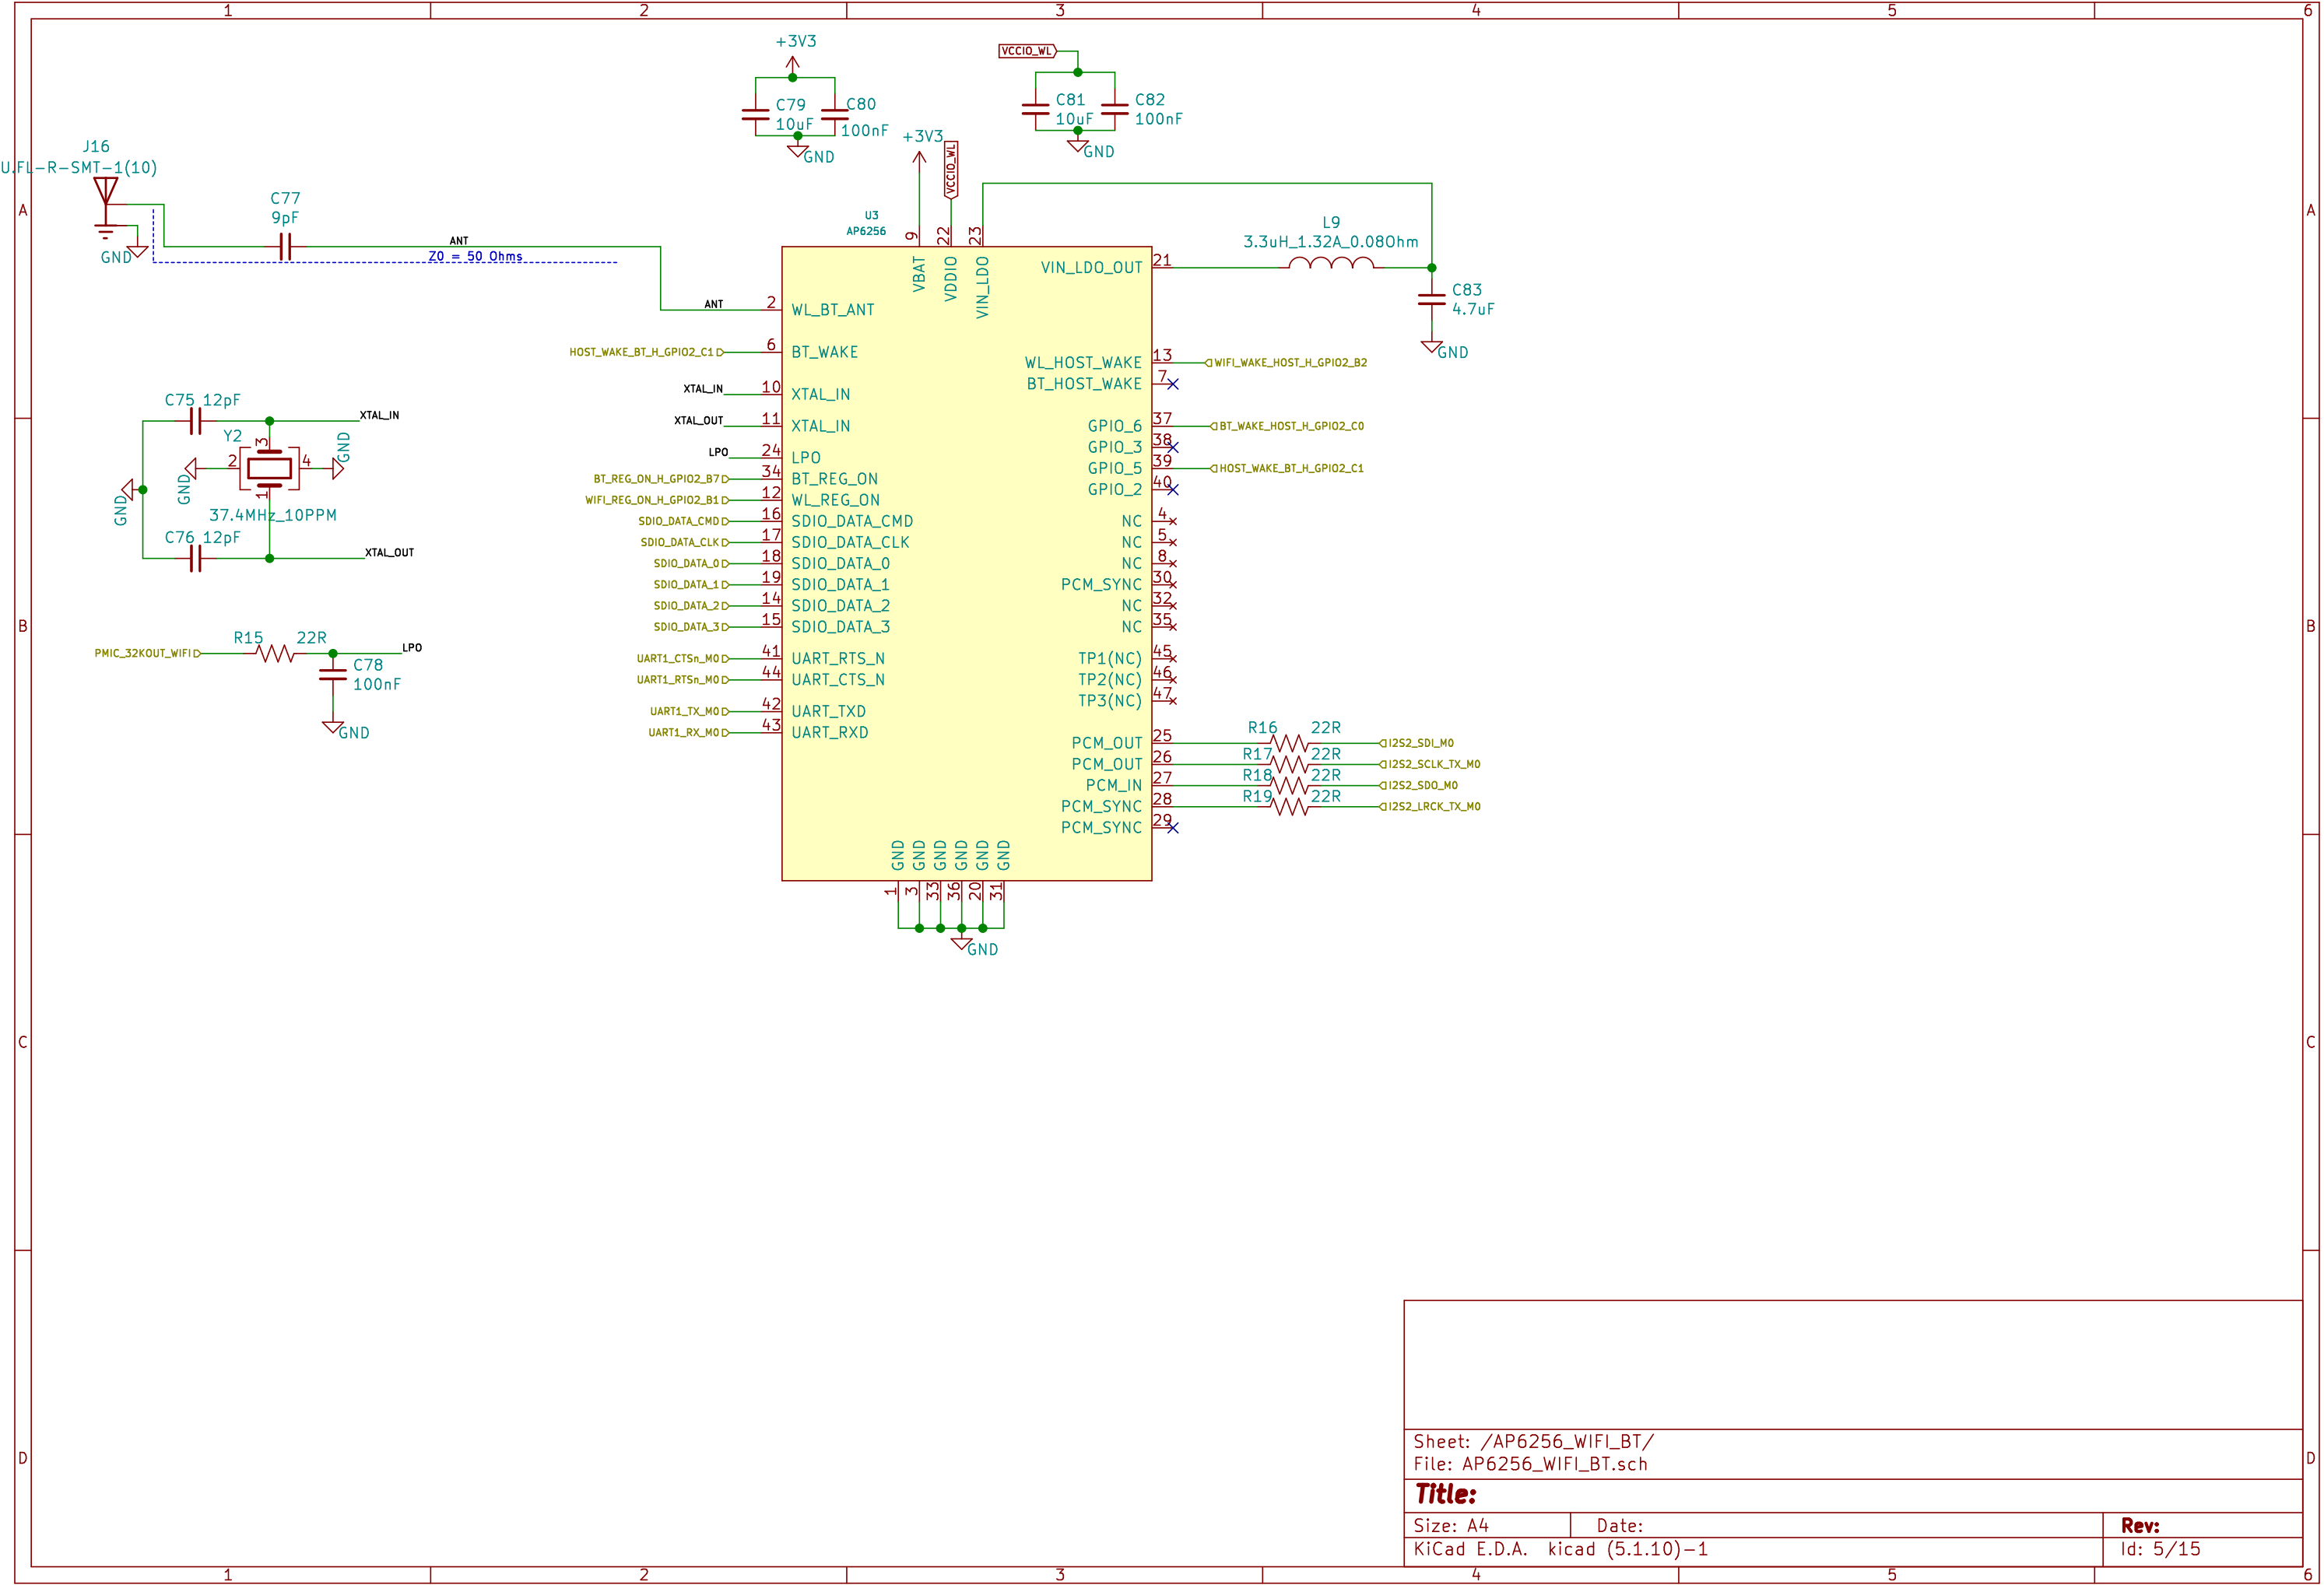 1 2 3 4 5 6
A
B
C
D
A
B
C
D
+3V3
C79
10uF
C80
100nF
GND
VCCIO_WL
C81
10uF
C82
100nF
GND
J16
U.FL-R-SMT-1(10)
GND
C77
9pF
ANT
Z0 = 50 Ohms
ANT
+3V3
VCCIO_WL
U3
AP6256
9
22
23
VBAT
VDDIO
VIN_LDO
L9
3.3uH_1.32A_0.08Ohm
C83
4.7uF
GND
2 WL_BT_ANT
HOST_WAKE_BT_H_GPIO2_C1 6 BT_WAKE
XTAL_IN 10 XTAL_IN
XTAL_OUT 11 XTAL_IN
LPO 24 LPO
BT_REG_ON_H_GPIO2_B7 34 BT_REG_ON
WIFI_REG_ON_H_GPIO2_B1 12 WL_REG_ON
SDIO_DATA_CMD 16 SDIO_DATA_CMD
SDIO_DATA_CLK 17 SDIO_DATA_CLK
SDIO_DATA_0 18 SDIO_DATA_0
SDIO_DATA_1 19 SDIO_DATA_1
SDIO_DATA_2 14 SDIO_DATA_2
SDIO_DATA_3 15 SDIO_DATA_3
UART1_CTSn_M0 41 UART_RTS_N
UART1_RTSn_M0 44 UART_CTS_N
UART1_TX_M0 42 UART_TXD
UART1_RX_M0 43 UART_RXD
VIN_LDO_OUT 21
WL_HOST_WAKE 13 WIFI_WAKE_HOST_H_GPIO2_B2
BT_HOST_WAKE 7
GPIO_6 37 BT_WAKE_HOST_H_GPIO2_C0
GPIO_3 38
GPIO_5 39 HOST_WAKE_BT_H_GPIO2_C1
GPIO_2 40
NC 4
NC 5
NC 8
PCM_SYNC 30
NC 32
NC 35
TP1(NC) 45
TP2(NC) 46
TP3(NC) 47
PCM_OUT 25 R16 22R I2S2_SDI_M0
PCM_OUT 26 R17 22R I2S2_SCLK_TX_M0
PCM_IN 27 R18 22R I2S2_SDO_M0
PCM_SYNC 28 R19 22R I2S2_LRCK_TX_M0
PCM_SYNC 29
GND GND GND GND GND GND
1 3 33 36 20 31
GND
C75 12pF
XTAL_IN
Y2
3
GND
2
4
GND
GND
1
37.4MHz_10PPM
C76 12pF
XTAL_OUT
PMIC_32KOUT_WIFI
R15 22R
LPO
C78
100nF
GND
Sheet: /AP6256_WIFI_BT/
File: AP6256_WIFI_BT.sch
Title:
Size: A4 Date: Rev:
KiCad E.D.A. kicad (5.1.10)-1 Id: 5/15
1 2 3 4 5 6